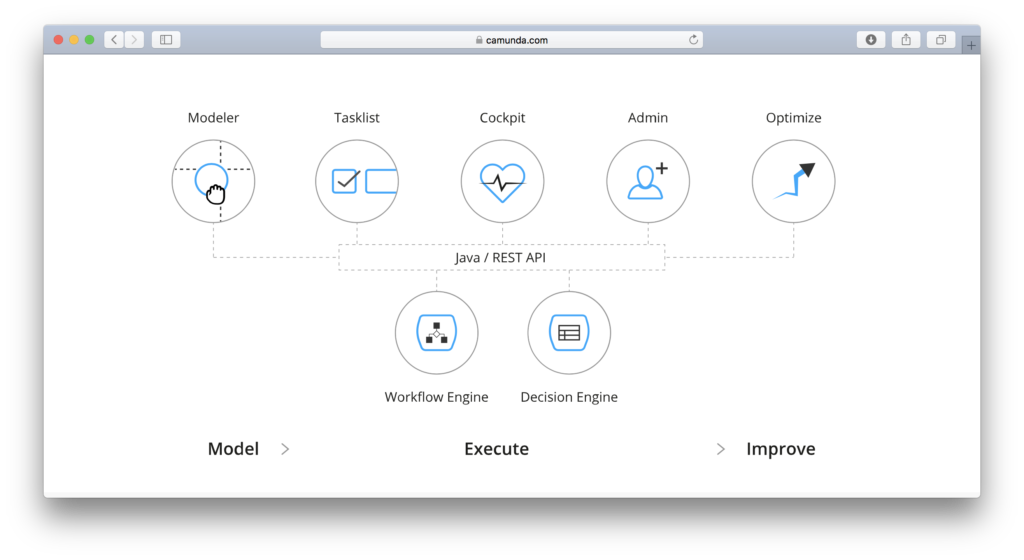 camunda.com
Modeler
Tasklist
Cockpit
Admin
Optimize
Java / REST API
Workflow Engine
Decision Engine
Model
Execute
Improve